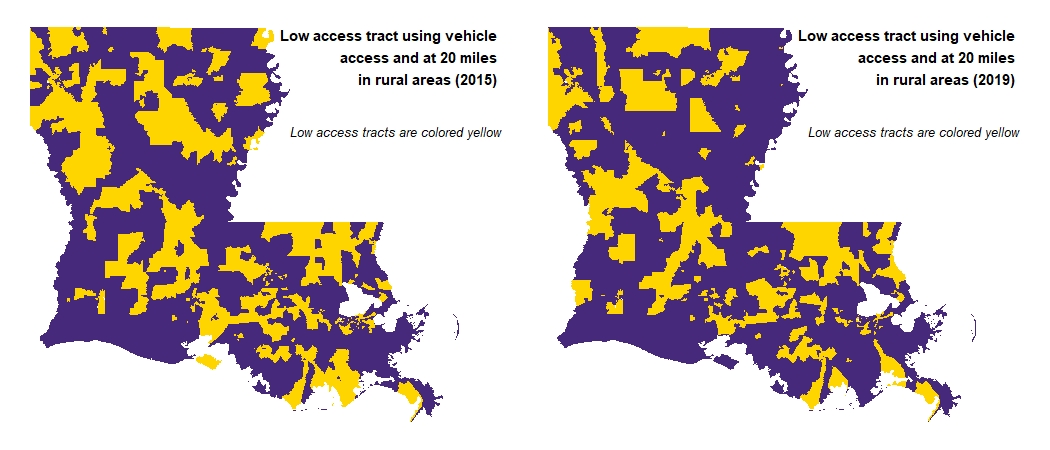 Low access tract using vehicle
access and at 20 miles
in rural areas (2015)
Low access tracts are colored yellow
Low access tract using vehicle
access and at 20 miles
in rural areas (2019)
Low access tracts are colored yellow